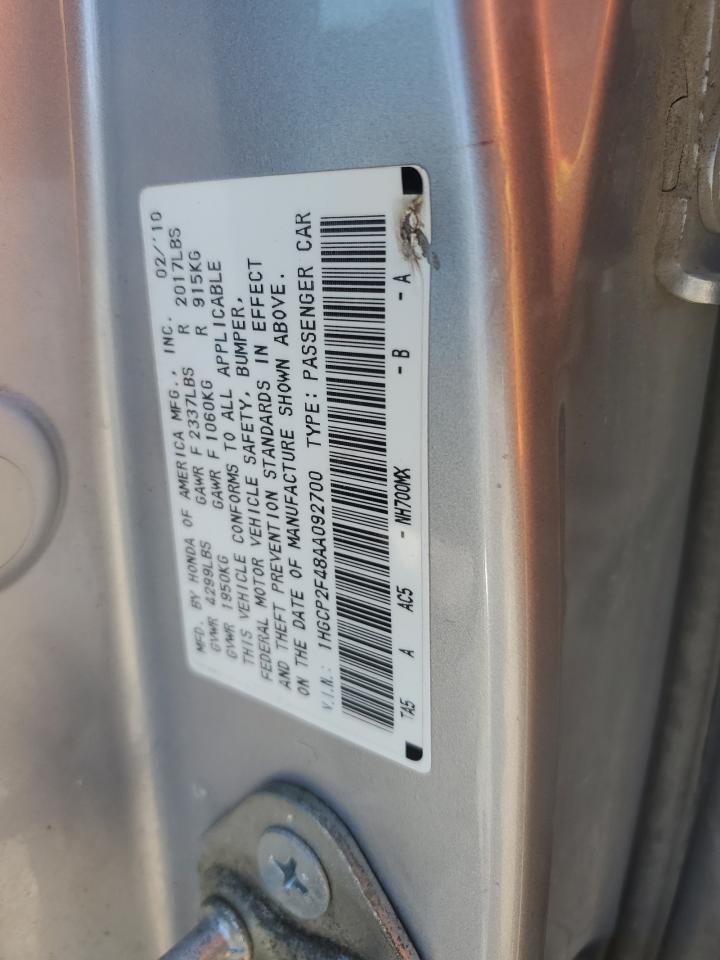 MFD. BY HONDA OF AMERICA MFG., INC. 02/'10
GVWR 4299LBS GAWR F 2337LBS R 2017LBS
GVWR 1950KG GAWR F 1060KG R 915KG
THIS VEHICLE CONFORMS TO ALL APPLICABLE
FEDERAL MOTOR VEHICLE SAFETY, BUMPER,
AND THEFT PREVENTION STANDARDS IN EFFECT
ON THE DATE OF MANUFACTURE SHOWN ABOVE.
V.I.N.: 1HGCP2F48AA092700 TYPE: PASSENGER CAR
TA5 A AC5 - NH700MX - B - A